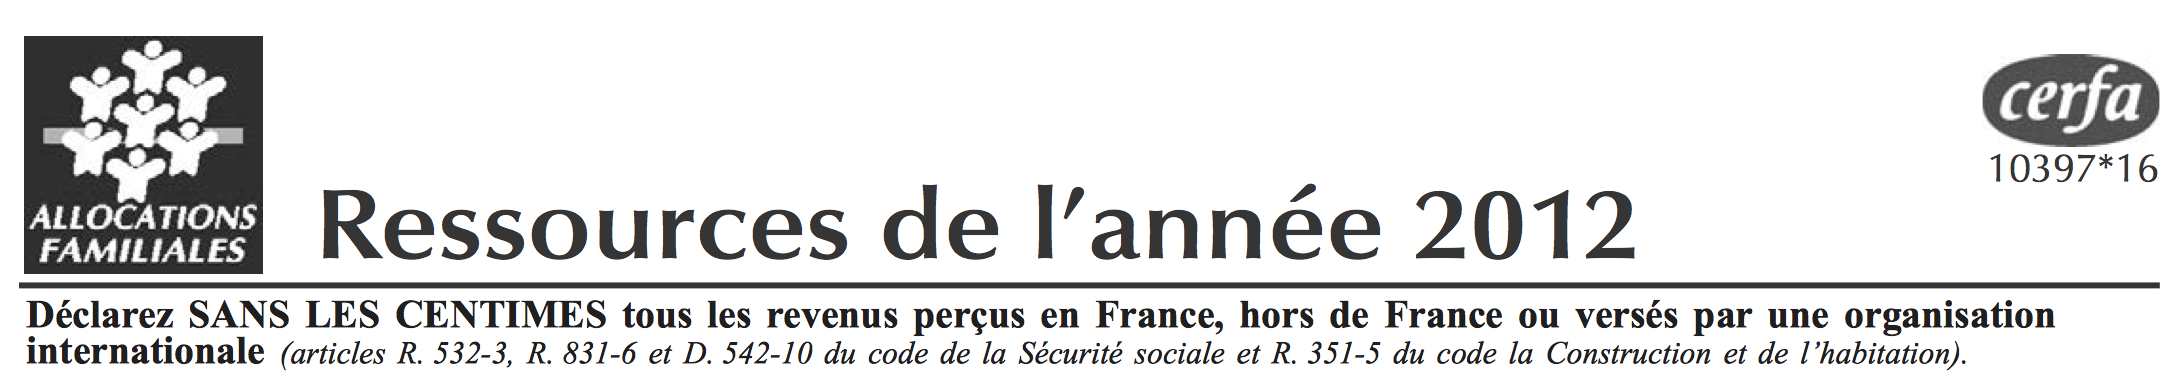 ALLOCATIONS
FAMILIALES
cerfa
10397*16
Ressources de l'année 2012
Déclarez SANS LES CENTIMES tous les revenus perçus en France, hors de France ou versés par une organisation
internationale (articles R. 532-3, R. 831-6 et D. 542-10 du code de la Sécurité sociale et R. 351-5 du code la Construction et de l'habitation).